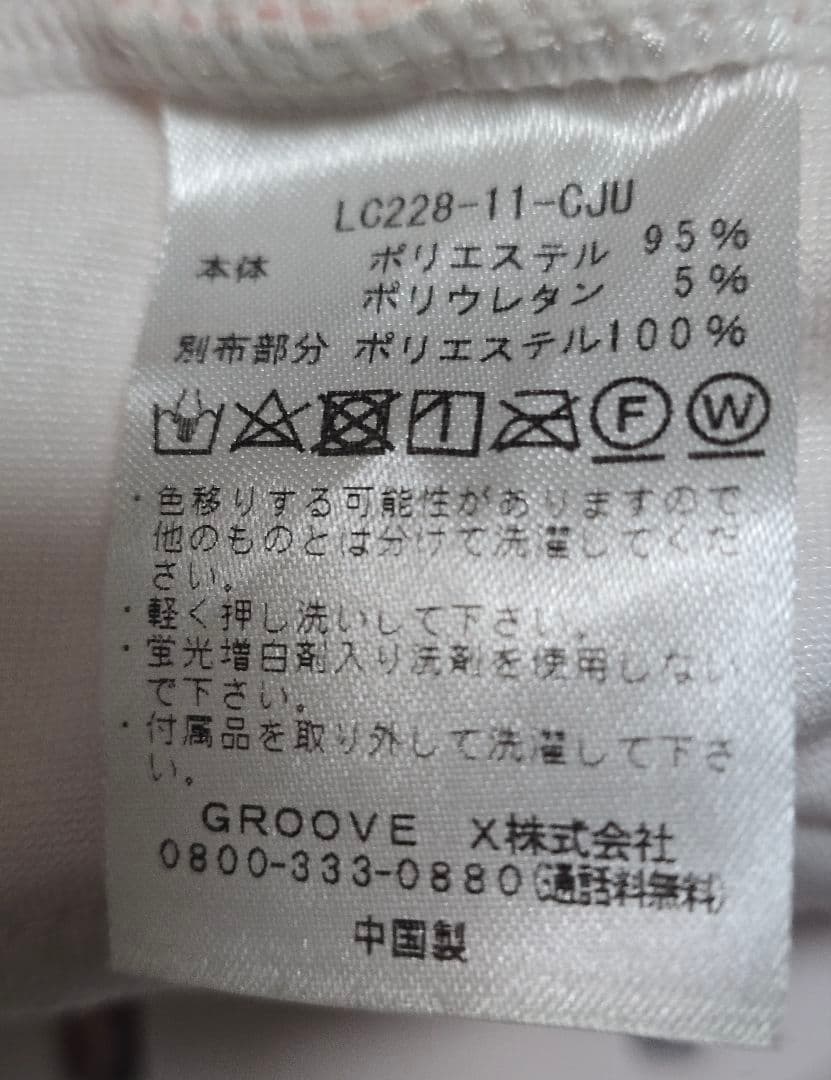 LC228-11-CJU
本体 ポリエステル 95%
ポリウレタン 5%
別布部分 ポリエステル100%
F W
・色移りする可能性がありますので
他のものとは分けて洗濯してくだ
さい。
・軽く押し洗いして下さい。
・蛍光増白剤入り洗剤を使用しない
で下さい。
・付属品を取り外して洗濯して下さ
い。
GROOVE X株式会社
0800-333-0880(通話料無料)
中国製